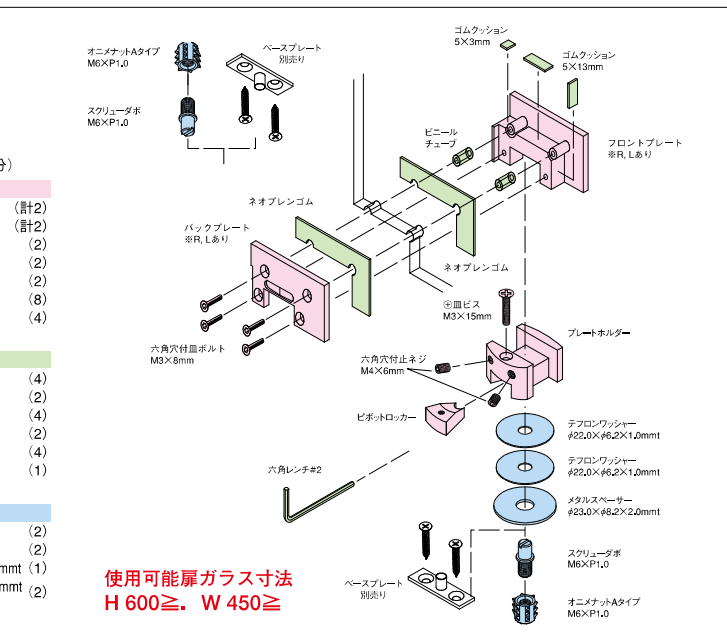 オニメナットAタイプ
M6×P1.0
ベースプレート
別売り
ゴムクッション
5×3mm
ゴムクッション
5×13mm
スクリューダボ
M6×P1.0
ビニール
チューブ
フロントプレート
※R, Lあり
分)
(計2)
(計2)
(2)
(2)
(2)
(8)
(4)
ネオプレンゴム
バックプレート
※R, Lあり
ネオプレンゴム
⊕皿ビス
M3×15mm
プレートホルダー
六角穴付皿ボルト
M3×8mm
六角穴付止ネジ
M4×6mm
(4)
(2)
(4)
(2)
(4)
(1)
ピボットロッカー
テフロンワッシャー
φ22.0×φ6.2×1.0mmt
テフロンワッシャー
φ22.0×φ6.2×1.0mmt
六角レンチ#2
メタルスペーサー
φ23.0×φ8.2×2.0mmt
(2)
(2)
mmt (1)
mmt (2)
スクリューダボ
M6×P1.0
使用可能扉ガラス寸法
H 600≧. W 450≧
ベースプレート
別売り
オニメナットAタイプ
M6×P1.0